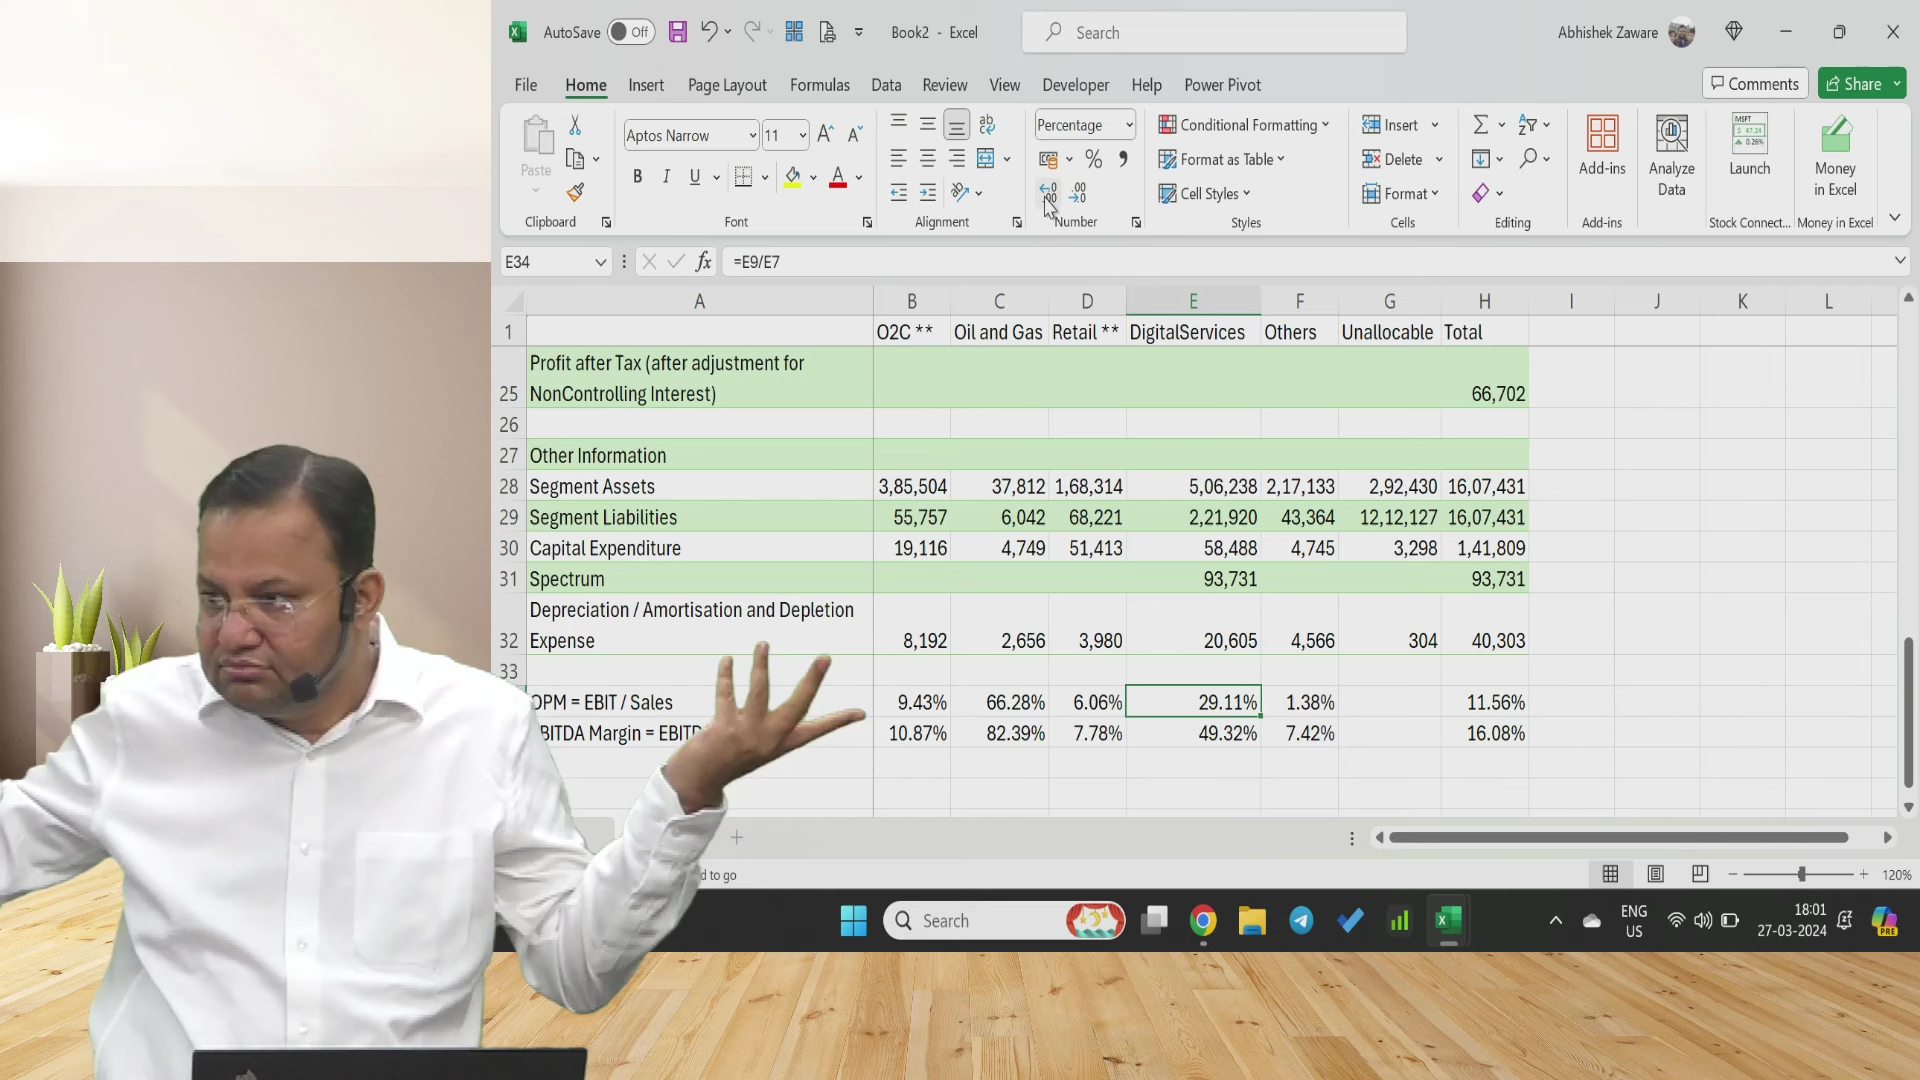 AutoSave Off Book2 - Excel Search Abhishek Zaware
File Home Insert Page Layout Formulas Data Review View Developer Help Power Pivot Comments Share
Paste Aptos Narrow 11 Percentage Conditional Formatting Insert Add-ins Analyze Data Launch Money in Excel
B I U Format as Table Delete
Cell Styles Format
Clipboard Font Alignment Number Styles Cells Editing Add-ins Stock Connect... Money in Excel
E34 fx =E9/E7
A B C D E F G H I J K L
1 O2C ** Oil and Gas Retail ** DigitalServices Others Unallocable Total
Profit after Tax (after adjustment for
25 NonControlling Interest) 66,702
26
27 Other Information
28 Segment Assets 3,85,504 37,812 1,68,314 5,06,238 2,17,133 2,92,430 16,07,431
29 Segment Liabilities 55,757 6,042 68,221 2,21,920 43,364 12,12,127 16,07,431
30 Capital Expenditure 19,116 4,749 51,413 58,488 4,745 3,298 1,41,809
31 Spectrum 93,731 93,731
Depreciation / Amortisation and Depletion
32 Expense 8,192 2,656 3,980 20,605 4,566 304 40,303
33
OPM = EBIT / Sales 9.43% 66.28% 6.06% 29.11% 1.38% 11.56%
EBITDA Margin = 10.87% 82.39% 7.78% 49.32% 7.42% 16.08%
to go 120%
Search ENG US 18:01 27-03-2024